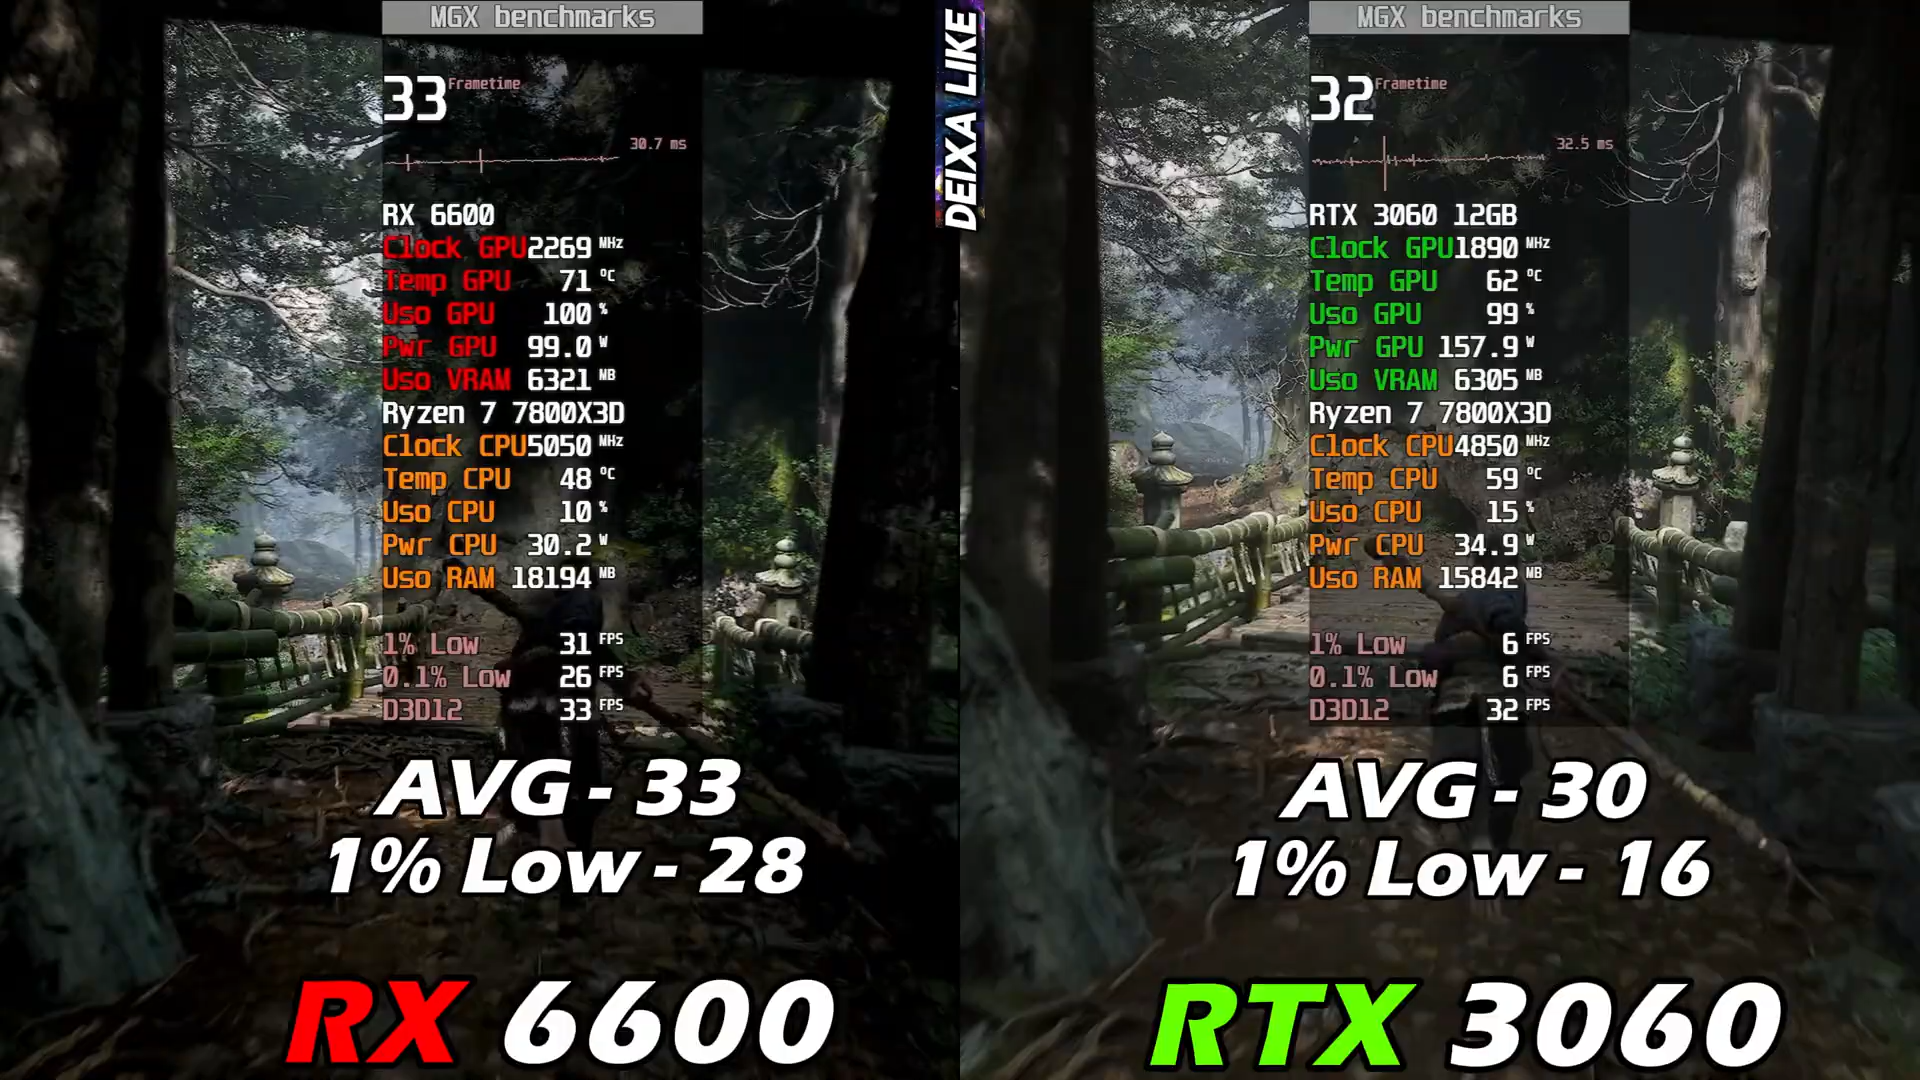 MGX benchmarks
33 Frametime
30.7 ms
RX 6600
Clock GPU 2269 MHz
Temp GPU 71 °C
Uso GPU 100 %
Pwr GPU 99.0 W
Uso VRAM 6321 MB
Ryzen 7 7800X3D
Clock CPU 5050 MHz
Temp CPU 48 °C
Uso CPU 10 %
Pwr CPU 30.2 W
Uso RAM 18194 MB
1% Low 31 FPS
0.1% Low 26 FPS
D3D12 33 FPS
AVG - 33
1% Low - 28
RX 6600
DEIXA LIKE
MGX benchmarks
32 Frametime
32.5 ms
RTX 3060 12GB
Clock GPU 1890 MHz
Temp GPU 62 °C
Uso GPU 99 %
Pwr GPU 157.9 W
Uso VRAM 6305 MB
Ryzen 7 7800X3D
Clock CPU 4850 MHz
Temp CPU 59 °C
Uso CPU 15 %
Pwr CPU 34.9 W
Uso RAM 15842 MB
1% Low 6 FPS
0.1% Low 6 FPS
D3D12 32 FPS
AVG - 30
1% Low - 16
RTX 3060